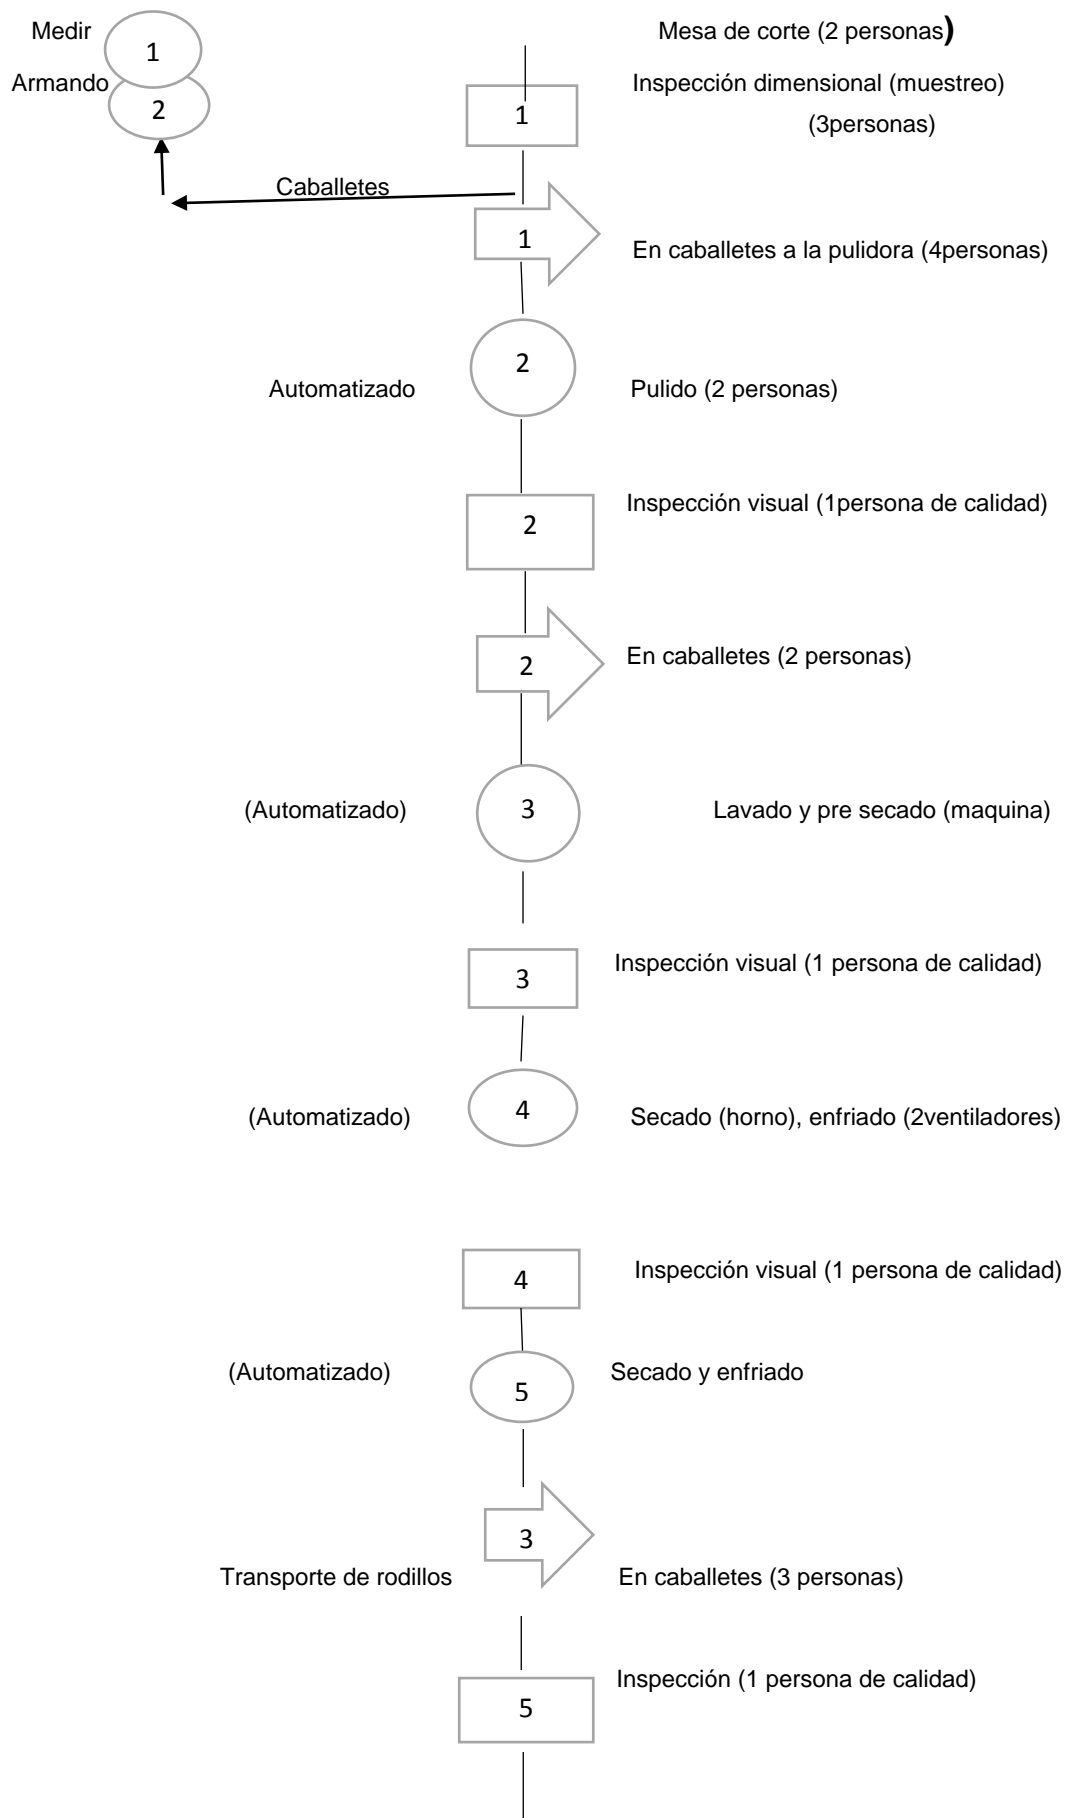 Medir
1
Mesa de corte (2 personas)
Armando
2
1
Inspección dimensional (muestreo)
(3personas)
Caballetes
1
En caballetes a la pulidora (4personas)
Automatizado
2
Pulido (2 personas)
2
Inspección visual (1persona de calidad)
2
En caballetes (2 personas)
(Automatizado)
3
Lavado y pre secado (maquina)
3
Inspección visual (1 persona de calidad)
(Automatizado)
4
Secado (horno), enfriado (2ventiladores)
4
Inspección visual (1 persona de calidad)
(Automatizado)
5
Secado y enfriado
3
Transporte de rodillos
En caballetes (3 personas)
5
Inspección (1 persona de calidad)